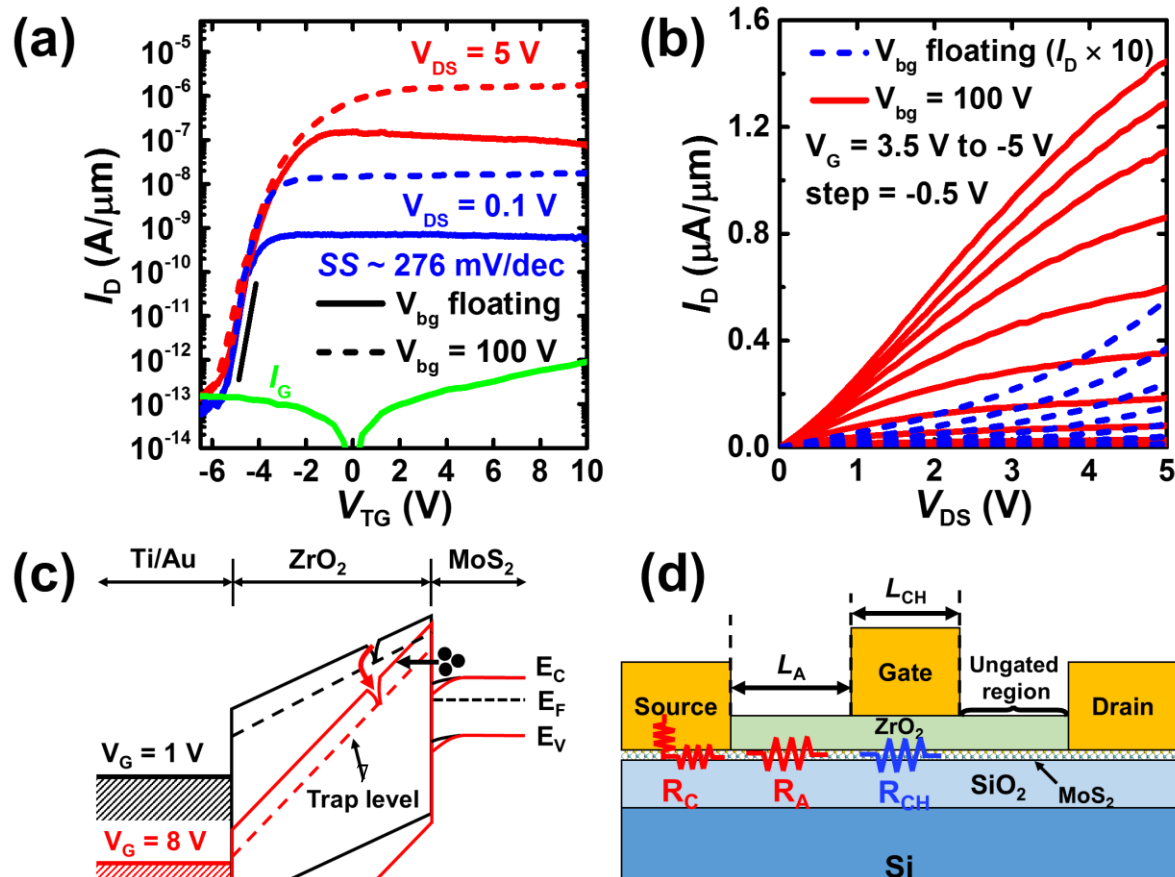 (a)
10⁻⁵
10⁻⁶
10⁻⁷
10⁻⁸
10⁻⁹
10⁻¹⁰
10⁻¹¹
10⁻¹²
10⁻¹³
10⁻¹⁴
I_D (A/μm)
V_DS = 5 V
V_DS = 0.1 V
SS ~ 276 mV/dec
V_bg floating
V_bg = 100 V
I_G
-6 -4 -2 0 2 4 6 8 10
V_TG (V)
(b)
1.6
1.2
0.8
0.4
0.0
I_D (μA/μm)
V_bg floating (I_D × 10)
V_bg = 100 V
V_G = 3.5 V to -5 V
step = -0.5 V
0 1 2 3 4 5
V_DS (V)
(c)
Ti/Au ZrO₂ MoS₂
E_C
E_F
E_V
V_G = 1 V
Trap level
V_G = 8 V
(d)
L_CH
L_A
Gate
Ungated
region
Source
Drain
ZrO₂
R_C R_A R_CH
SiO₂
MoS₂
Si